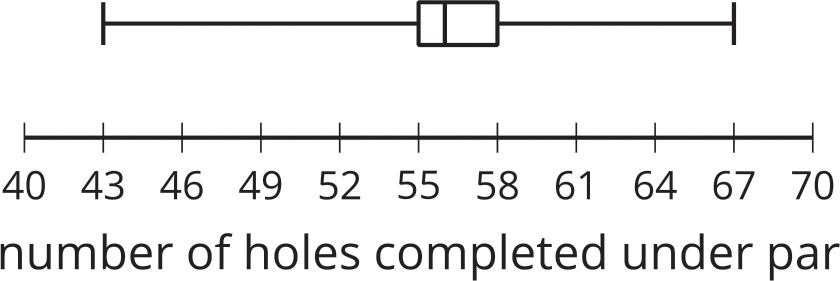 40 43 46 49 52 55 58 61 64 67 70
number of holes completed under par